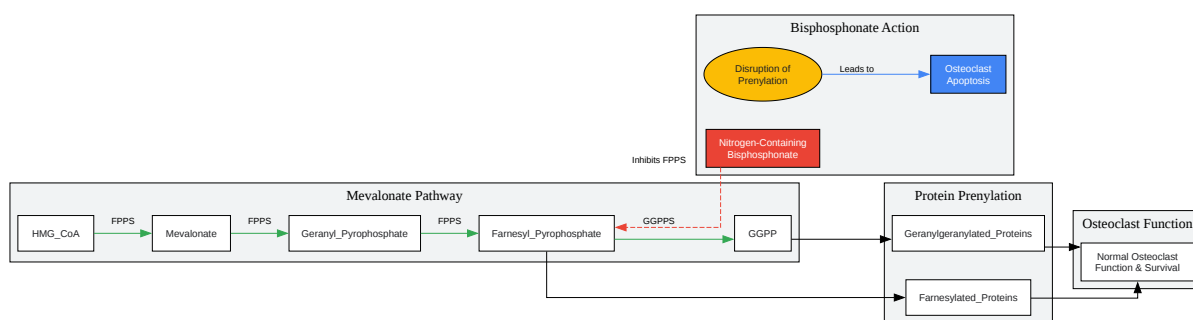 Bisphosphonate Action
Disruption of
Prenylation
Leads to
Osteoclast
Apoptosis
Nitrogen-Containing
Bisphosphonate
Inhibits FPPS
Mevalonate Pathway
HMG_CoA
FPPS
Mevalonate
FPPS
Geranyl_Pyrophosphate
FPPS
Farnesyl_Pyrophosphate
GGPPS
GGPP
Protein Prenylation
Geranylgeranylated_Proteins
Farnesylated_Proteins
Osteoclast Function
Normal Osteoclast
Function & Survival